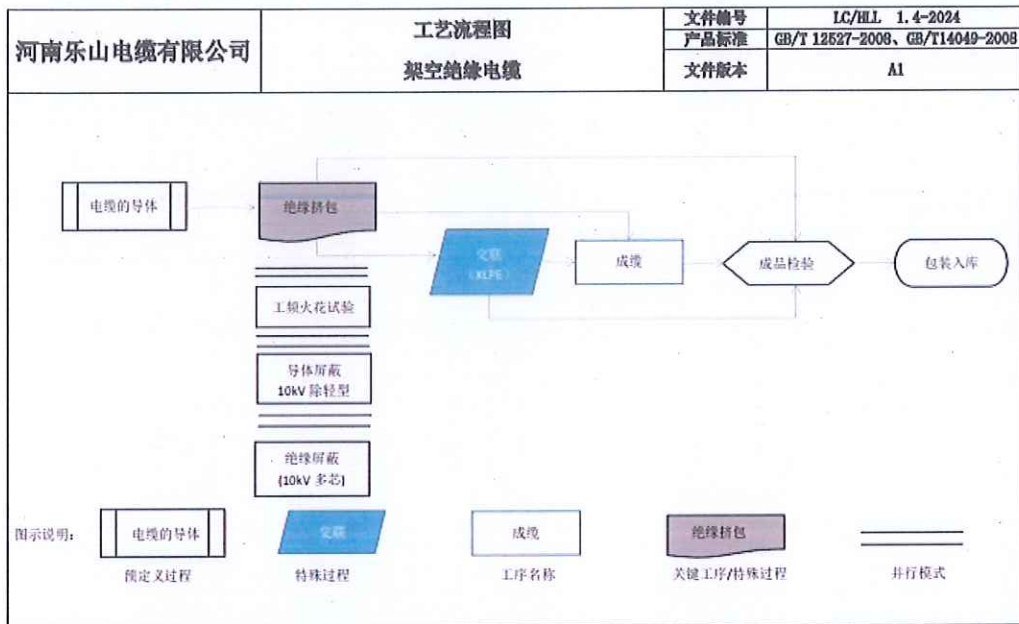 河南乐山电缆有限公司
工艺流程图
架空绝缘电缆
文件编号
LC/HLL 1.4-2024
产品标准
GB/T 12527-2008、GB/T14049-2008
文件版本
A1
电缆的导体
绝缘挤包
交联
(XLPE)
成缆
成品检验
包装入库
工频火花试验
导体屏蔽
10kV 除轻型
绝缘屏蔽
(10kV 多芯)
图示说明:
电缆的导体
交联
成缆
绝缘挤包
预定义过程
特殊过程
工序名称
关键工序/特殊过程
并行模式